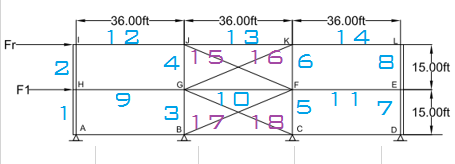 36.00ft 36.00ft 36.00ft
I J K L
12 13 14
Fr
15 16
2 4 6 8
15.00ft
H G F E
F1
9 10 11
1 3 5 7
15.00ft
17 18
A B C D